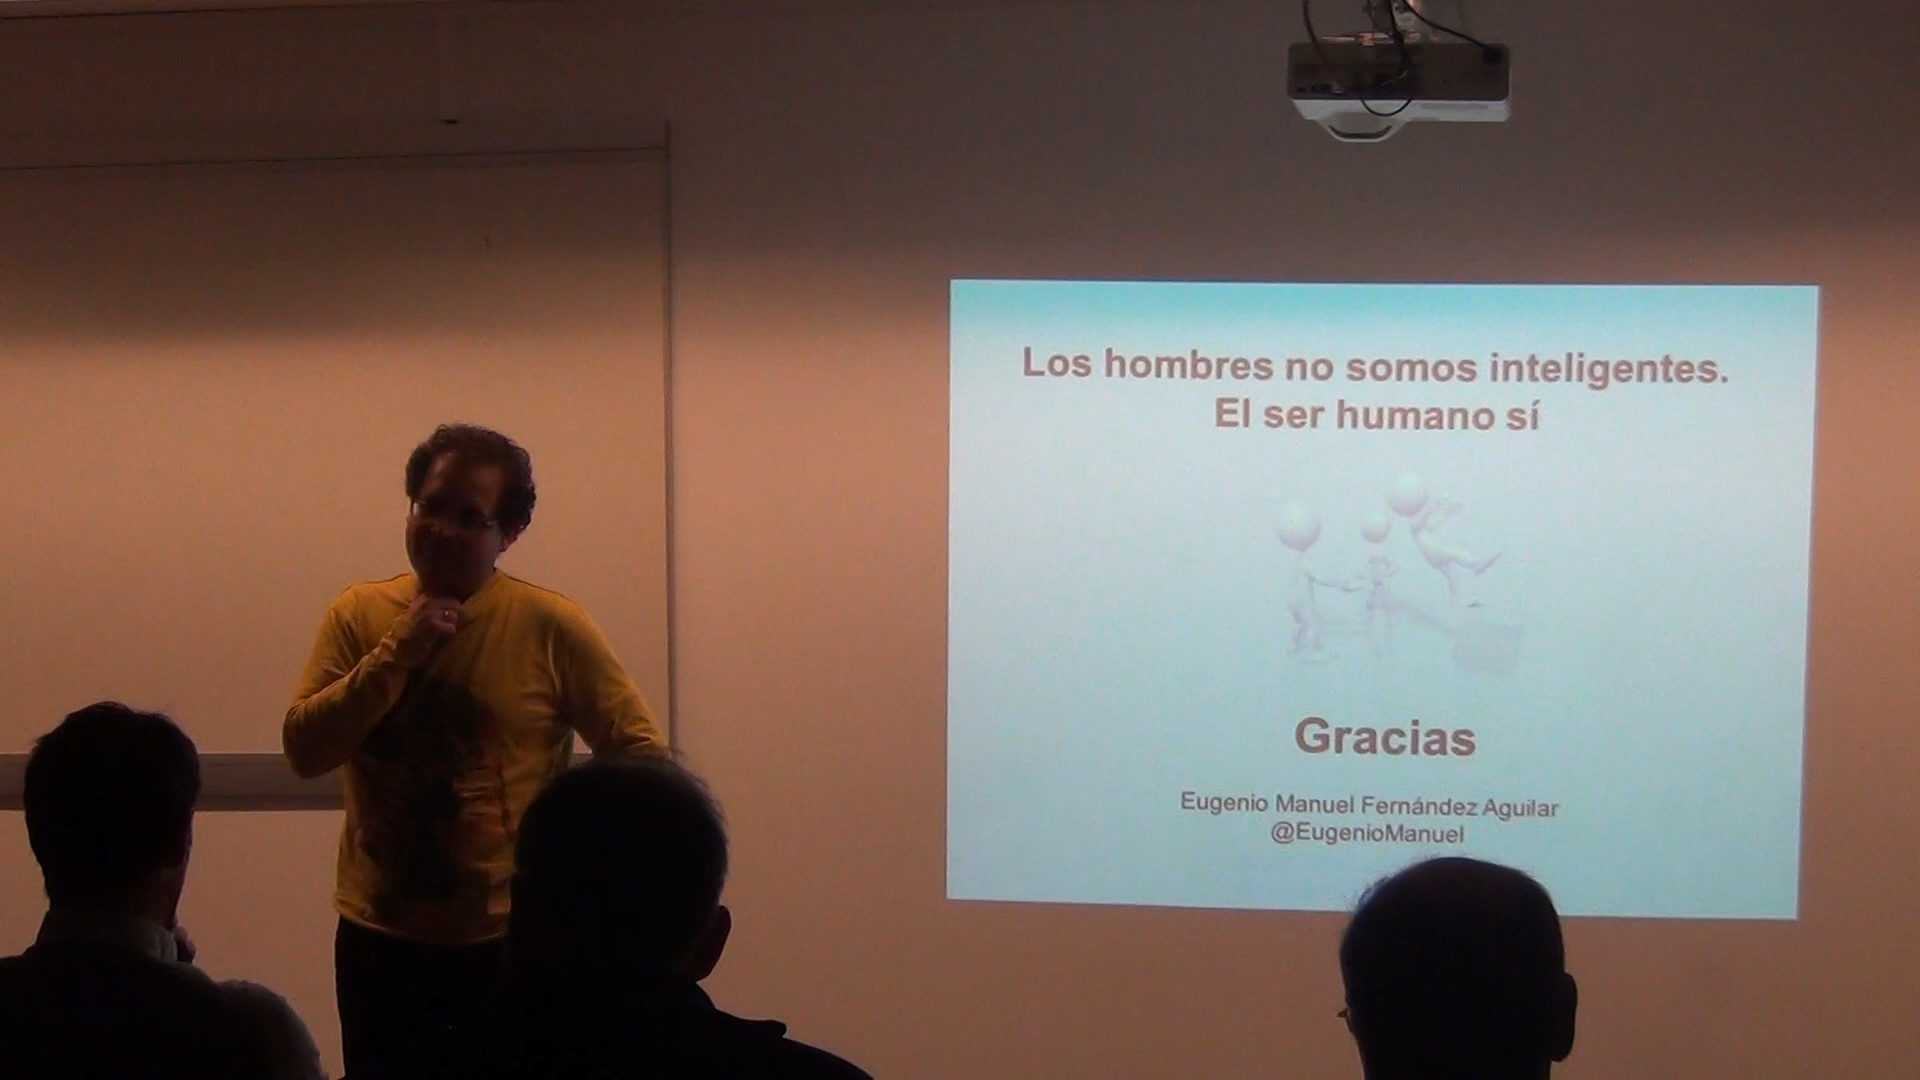 Los hombres no somos inteligentes.
El ser humano sí
Gracias
Eugenio Manuel Fernández Aguilar
@EugenioManuel